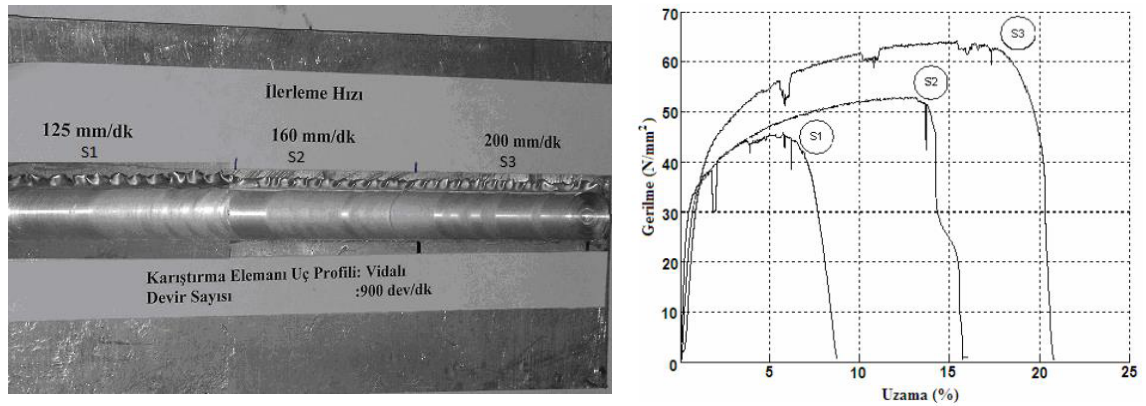 İlerleme Hızı
125 mm/dk
S1
160 mm/dk
S2
200 mm/dk
S3
Karıştırma Elemanı Uç Profili: Vidalı
Devir Sayısı :900 dev/dk
Gerilme (N/mm²)
70
60
50
40
30
20
10
0
S3
S2
S1
5 10 15 20 25
Uzama (%)